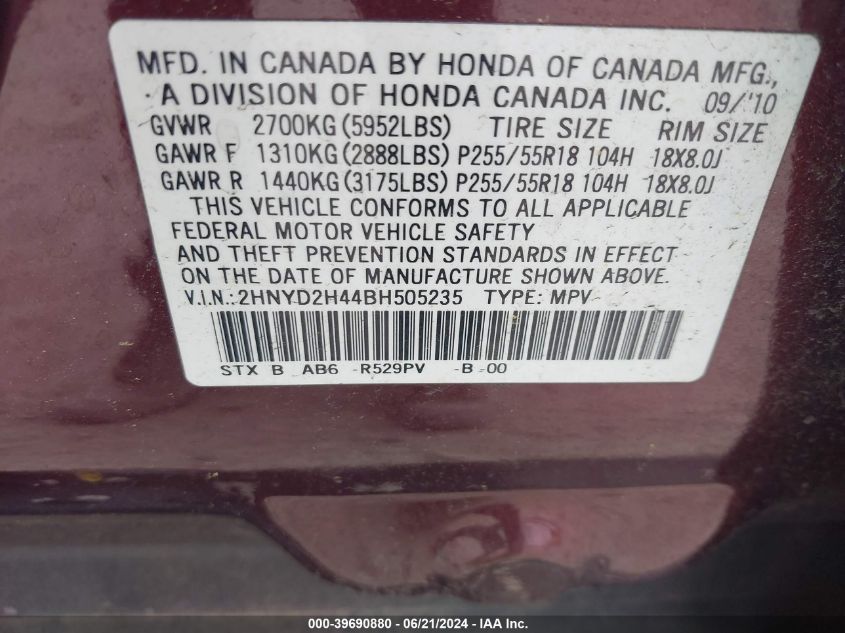 MFD. IN CANADA BY HONDA OF CANADA MFG.,
A DIVISION OF HONDA CANADA INC. 09/'10
GVWR 2700KG (5952LBS) TIRE SIZE RIM SIZE
GAWR F 1310KG (2888LBS) P255/55R18 104H 18X8.0J
GAWR R 1440KG (3175LBS) P255/55R18 104H 18X8.0J
THIS VEHICLE CONFORMS TO ALL APPLICABLE
FEDERAL MOTOR VEHICLE SAFETY
AND THEFT PREVENTION STANDARDS IN EFFECT
ON THE DATE OF MANUFACTURE SHOWN ABOVE.
V.I.N.:2HNYD2H44BH505235 TYPE: MPV
STX B AB6 -R529PV -B -00
000-39690880 - 06/21/2024 - IAA Inc.